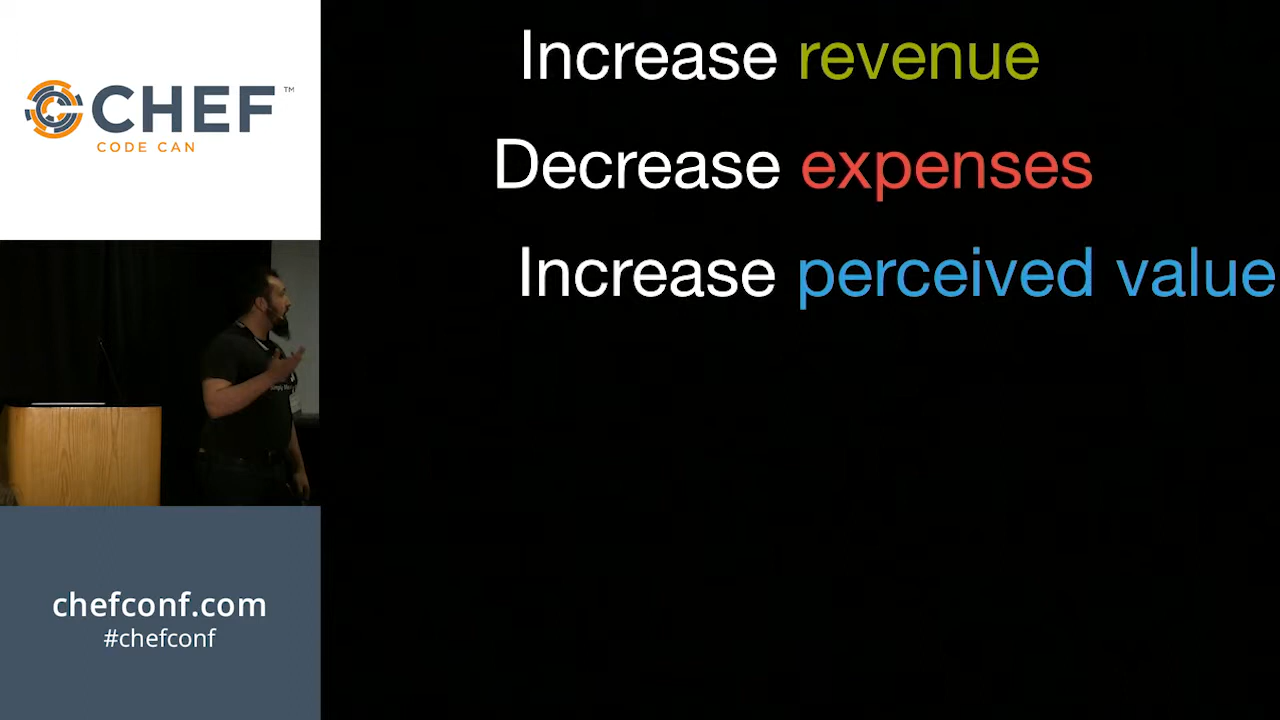 CHEF™
CODE CAN
Increase revenue
Decrease expenses
Increase perceived value
chefconf.com
#chefconf